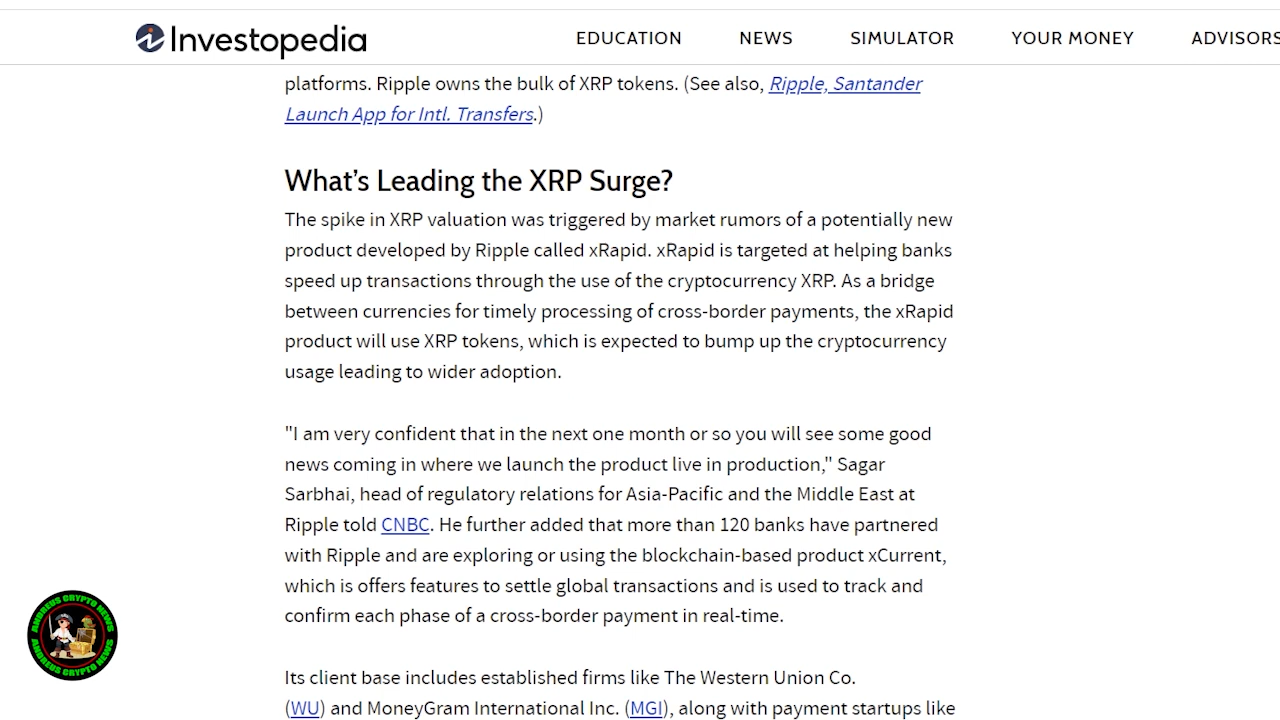 Investopedia
EDUCATION NEWS SIMULATOR YOUR MONEY ADVISORS
platforms. Ripple owns the bulk of XRP tokens. (See also, Ripple, Santander
Launch App for Intl. Transfers.)
What's Leading the XRP Surge?
The spike in XRP valuation was triggered by market rumors of a potentially new
product developed by Ripple called xRapid. xRapid is targeted at helping banks
speed up transactions through the use of the cryptocurrency XRP. As a bridge
between currencies for timely processing of cross-border payments, the xRapid
product will use XRP tokens, which is expected to bump up the cryptocurrency
usage leading to wider adoption.
"I am very confident that in the next one month or so you will see some good
news coming in where we launch the product live in production," Sagar
Sarbhai, head of regulatory relations for Asia-Pacific and the Middle East at
Ripple told CNBC. He further added that more than 120 banks have partnered
with Ripple and are exploring or using the blockchain-based product xCurrent,
which is offers features to settle global transactions and is used to track and
confirm each phase of a cross-border payment in real-time.
Its client base includes established firms like The Western Union Co.
(WU) and MoneyGram International Inc. (MGI), along with payment startups like
ANDREUS CRYPTO NEWS
ANDREUS CRYPTO NEWS